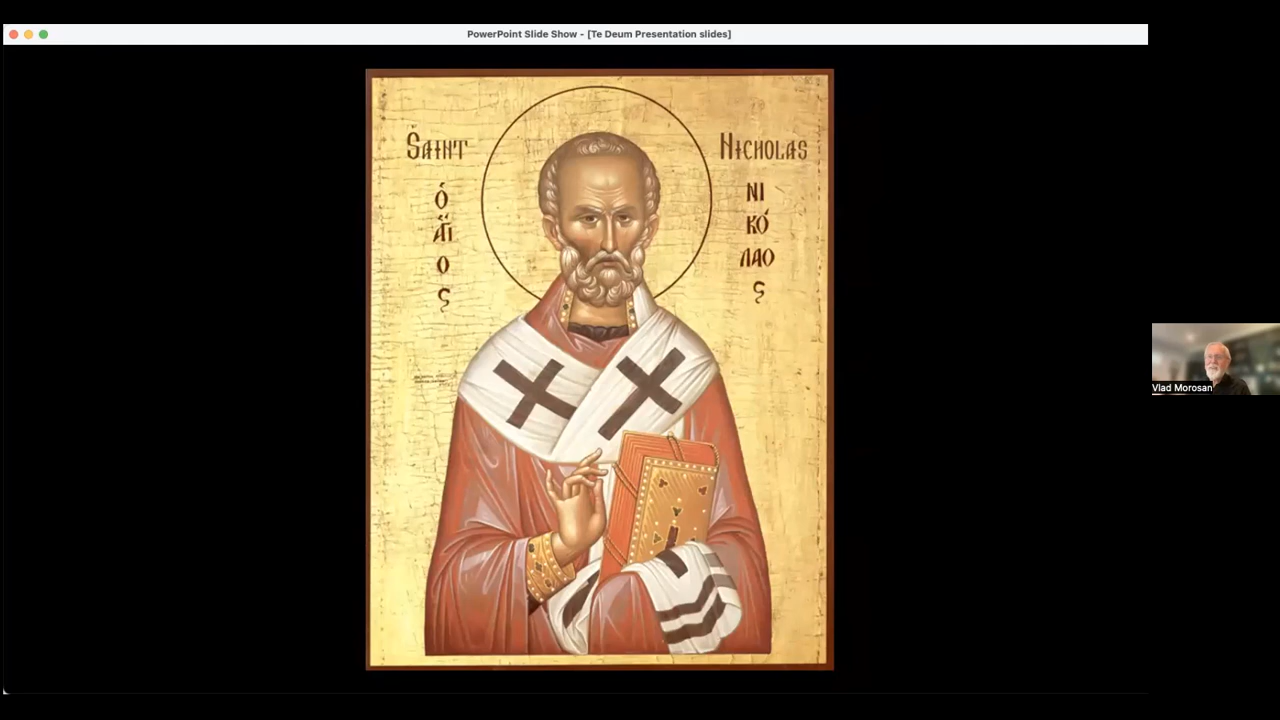 PowerPoint Slide Show - [Te Deum Presentation slides]
SAINT NICHOLAS
ὁ ΝΙ
ἅγι ΚΌ
ο ΛΑΟ
ς ς
Vlad Morosan